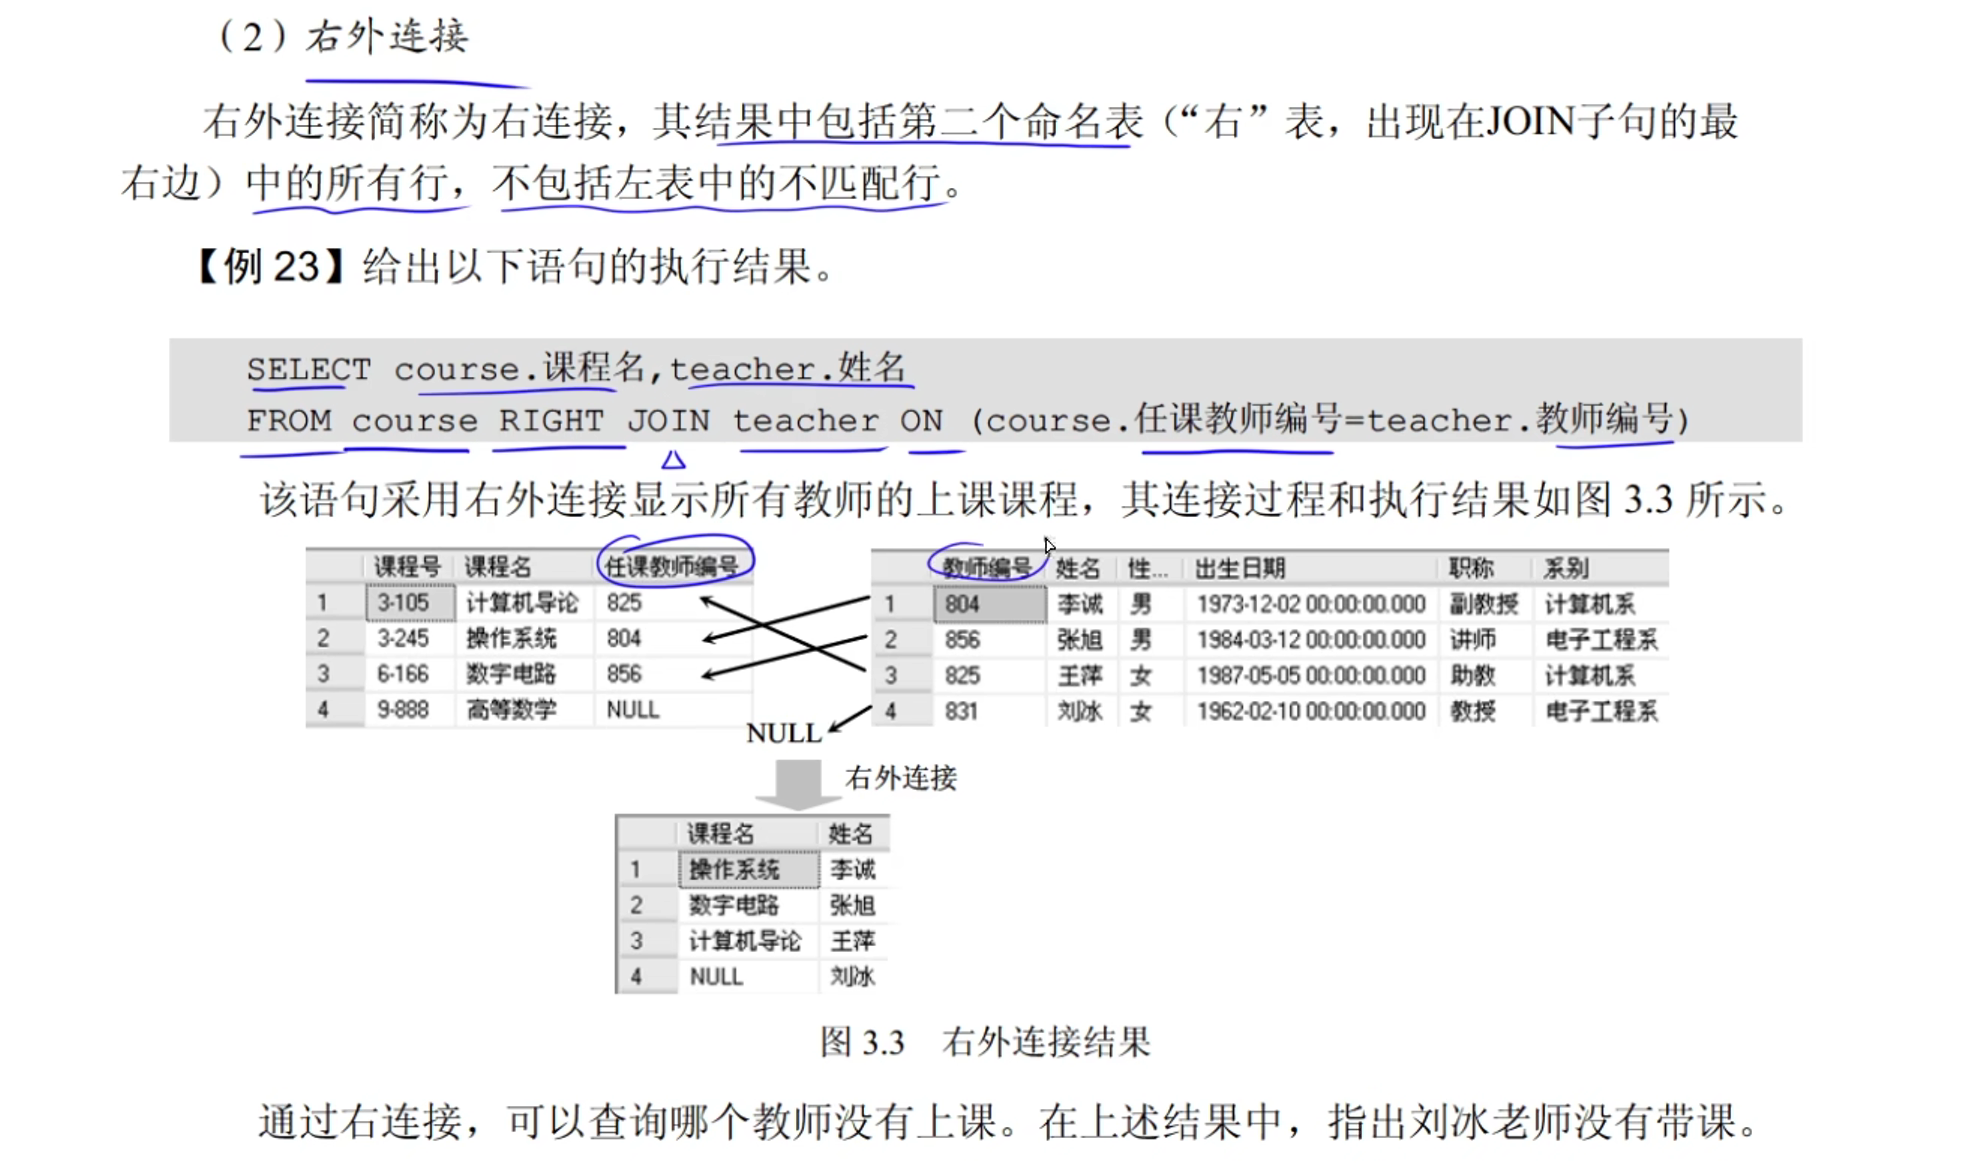 （2）右外连接
右外连接简称为右连接，其结果中包括第二个命名表（“右”表，出现在JOIN子句的最
右边）中的所有行，不包括左表中的不匹配行。
【例 23】给出以下语句的执行结果。
SELECT course.课程名,teacher.姓名
FROM course RIGHT JOIN teacher ON (course.任课教师编号=teacher.教师编号)
该语句采用右外连接显示所有教师的上课课程，其连接过程和执行结果如图 3.3 所示。
课程号 课程名 任课教师编号
1 3-105 计算机导论 825
2 3-245 操作系统 804
3 6-166 数字电路 856
4 9-888 高等数学 NULL
教师编号 姓名 性... 出生日期 职称 系别
1 804 李诚 男 1973-12-02 00:00:00.000 副教授 计算机系
2 856 张旭 男 1984-03-12 00:00:00.000 讲师 电子工程系
3 825 王萍 女 1987-05-05 00:00:00.000 助教 计算机系
4 831 刘冰 女 1962-02-10 00:00:00.000 教授 电子工程系
NULL
右外连接
课程名 姓名
1 操作系统 李诚
2 数字电路 张旭
3 计算机导论 王萍
4 NULL 刘冰
图 3.3 右外连接结果
通过右连接，可以查询哪个教师没有上课。在上述结果中，指出刘冰老师没有带课。